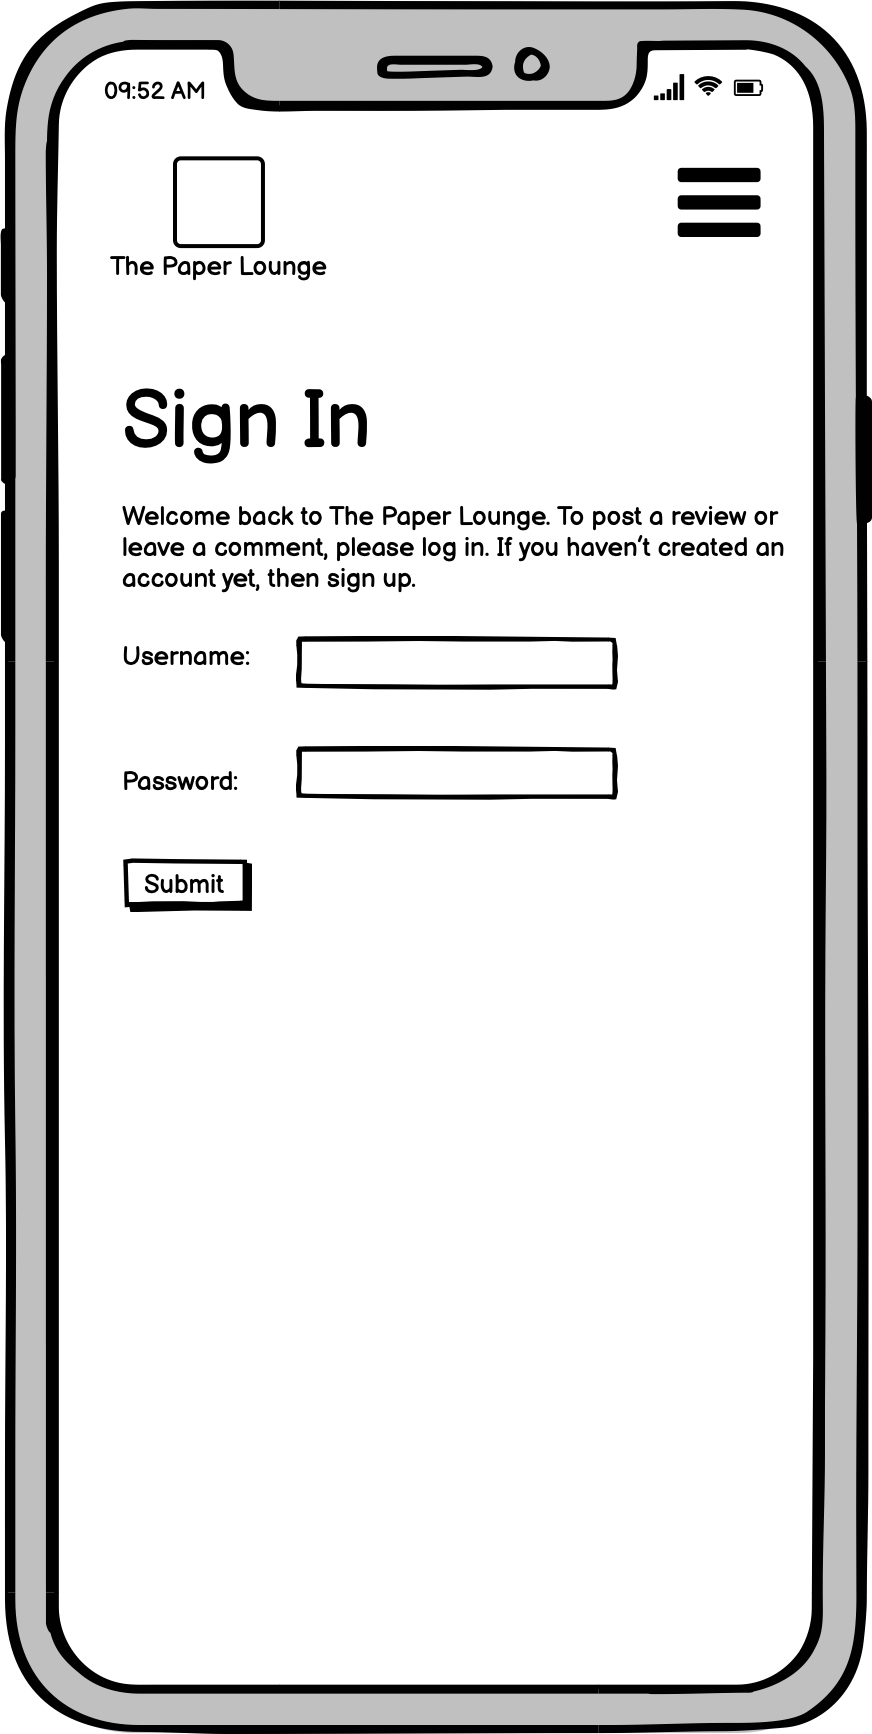 09:52 AM
The Paper Lounge
Sign In
Welcome back to The Paper Lounge. To post a review or
leave a comment, please log in. If you haven't created an
account yet, then sign up.
Username:
Password:
Submit